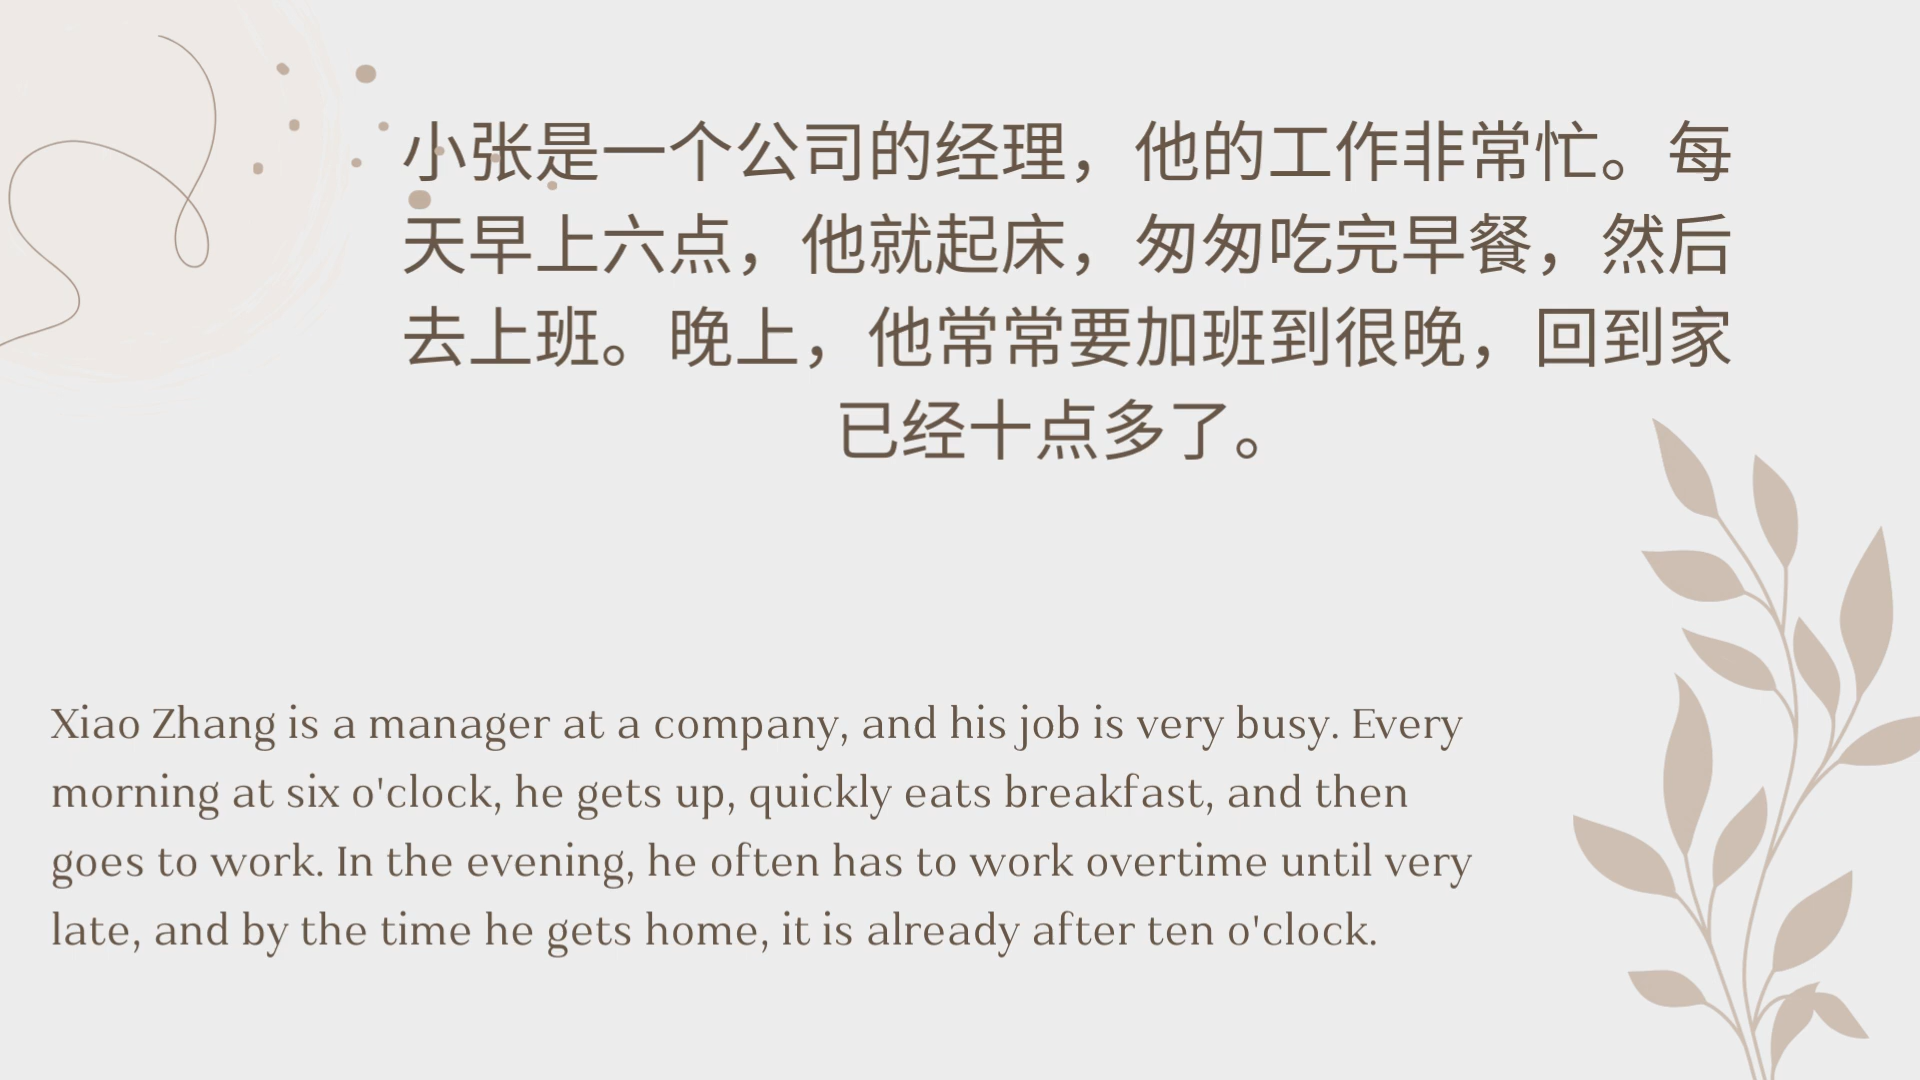 小张是一个公司的经理，他的工作非常忙。每
天早上六点，他就起床，匆匆吃完早餐，然后
去上班。晚上，他常常要加班到很晚，回到家
已经十点多了。
Xiao Zhang is a manager at a company, and his job is very busy. Every
morning at six o'clock, he gets up, quickly eats breakfast, and then
goes to work. In the evening, he often has to work overtime until very
late, and by the time he gets home, it is already after ten o'clock.